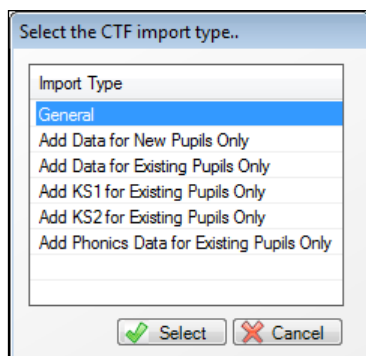 Select the CTF import type..
Import Type
General
Add Data for New Pupils Only
Add Data for Existing Pupils Only
Add KS1 for Existing Pupils Only
Add KS2 for Existing Pupils Only
Add Phonics Data for Existing Pupils Only
Select Cancel